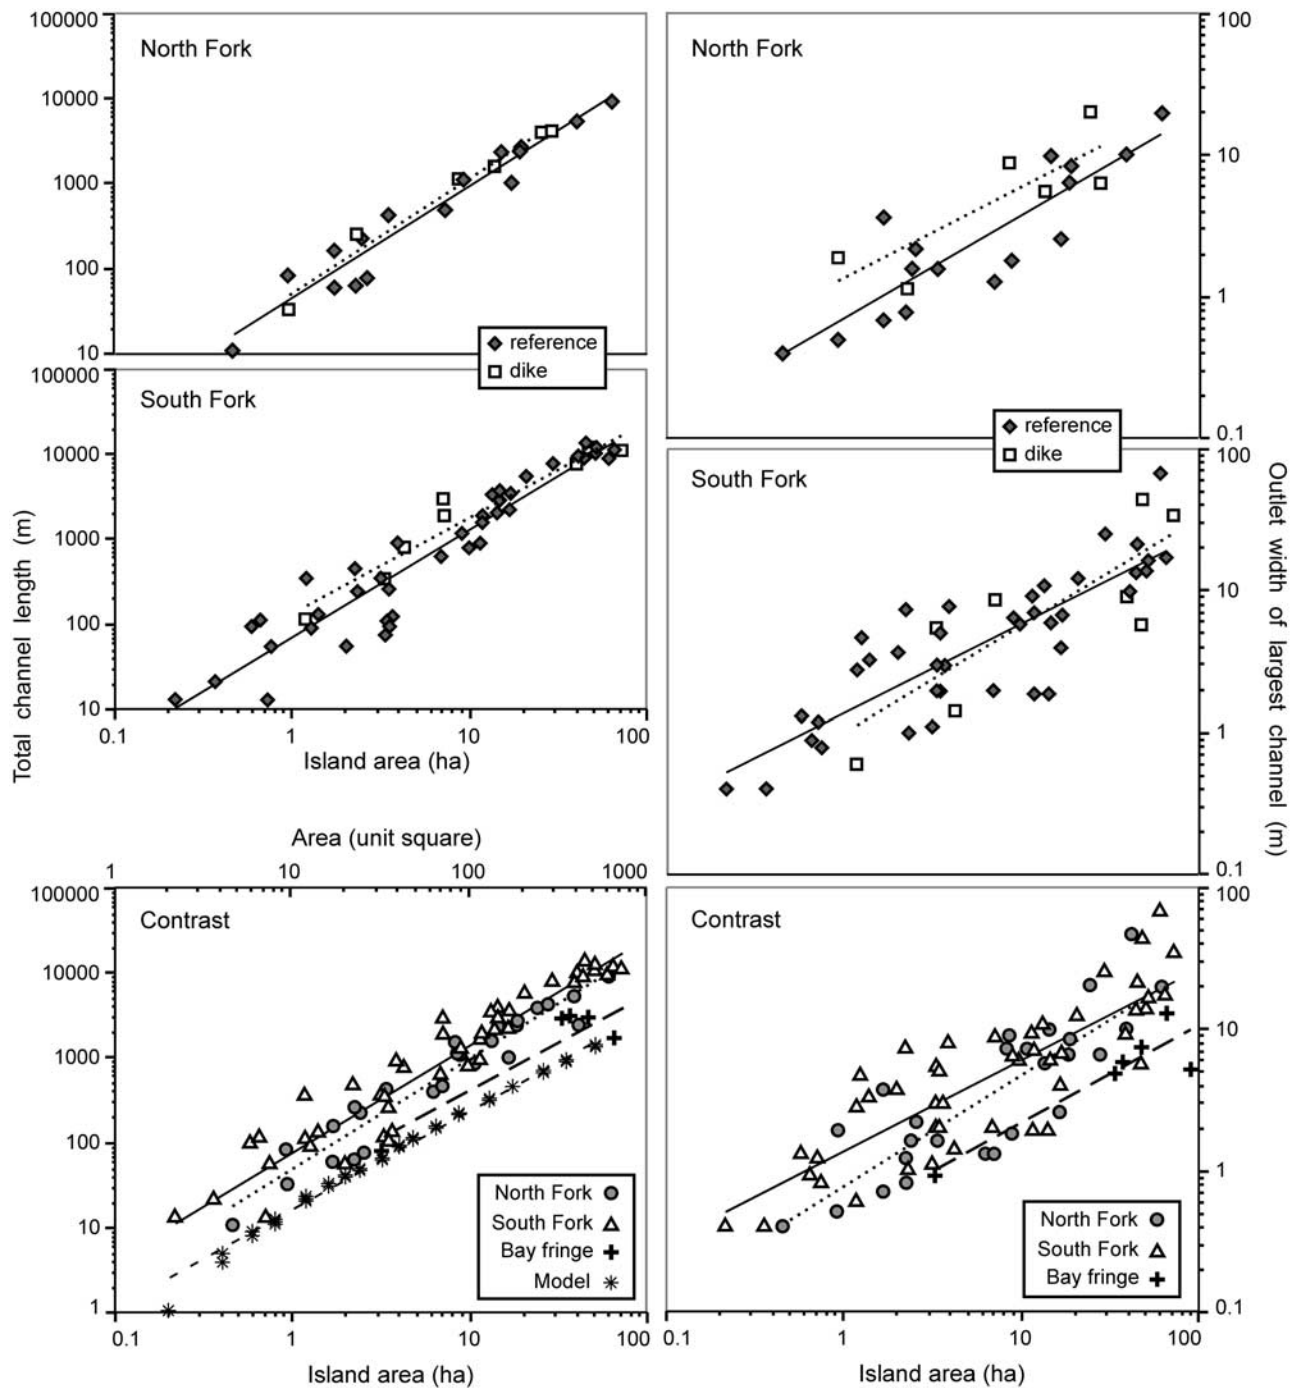 North Fork
100000
10000
1000
100
10
reference
dike
North Fork
100
10
1
0.1
reference
dike
South Fork
100000
10000
1000
100
10
0.1 1 10 100
Island area (ha)
Total channel length (m)
South Fork
100
10
1
0.1
Outlet width of largest channel (m)
Area (unit square)
1 10 100 1000
Contrast
100000
10000
1000
100
10
1
North Fork
South Fork
Bay fringe
Model
0.1 1 10 100
Island area (ha)
Contrast
100
10
1
0.1
North Fork
South Fork
Bay fringe
0.1 1 10 100
Island area (ha)